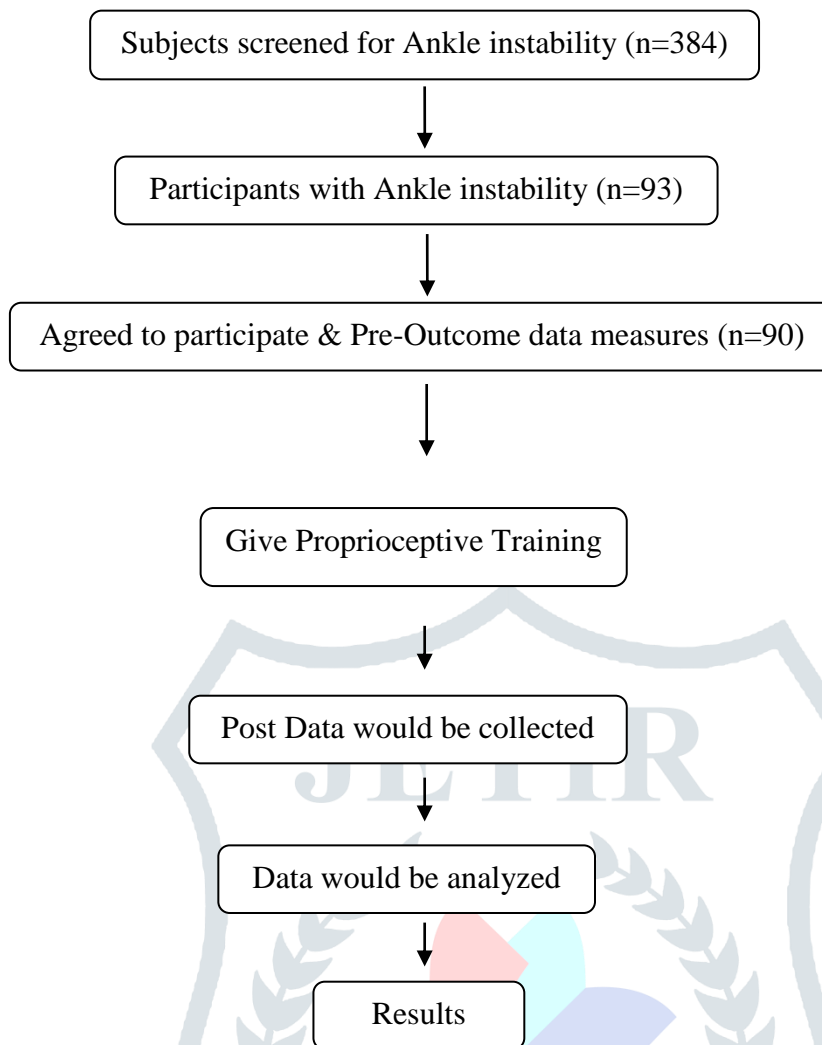 Subjects screened for Ankle instability (n=384)
Participants with Ankle instability (n=93)
Agreed to participate & Pre-Outcome data measures (n=90)
Give Proprioceptive Training
Post Data would be collected
JETIR
Data would be analyzed
Results